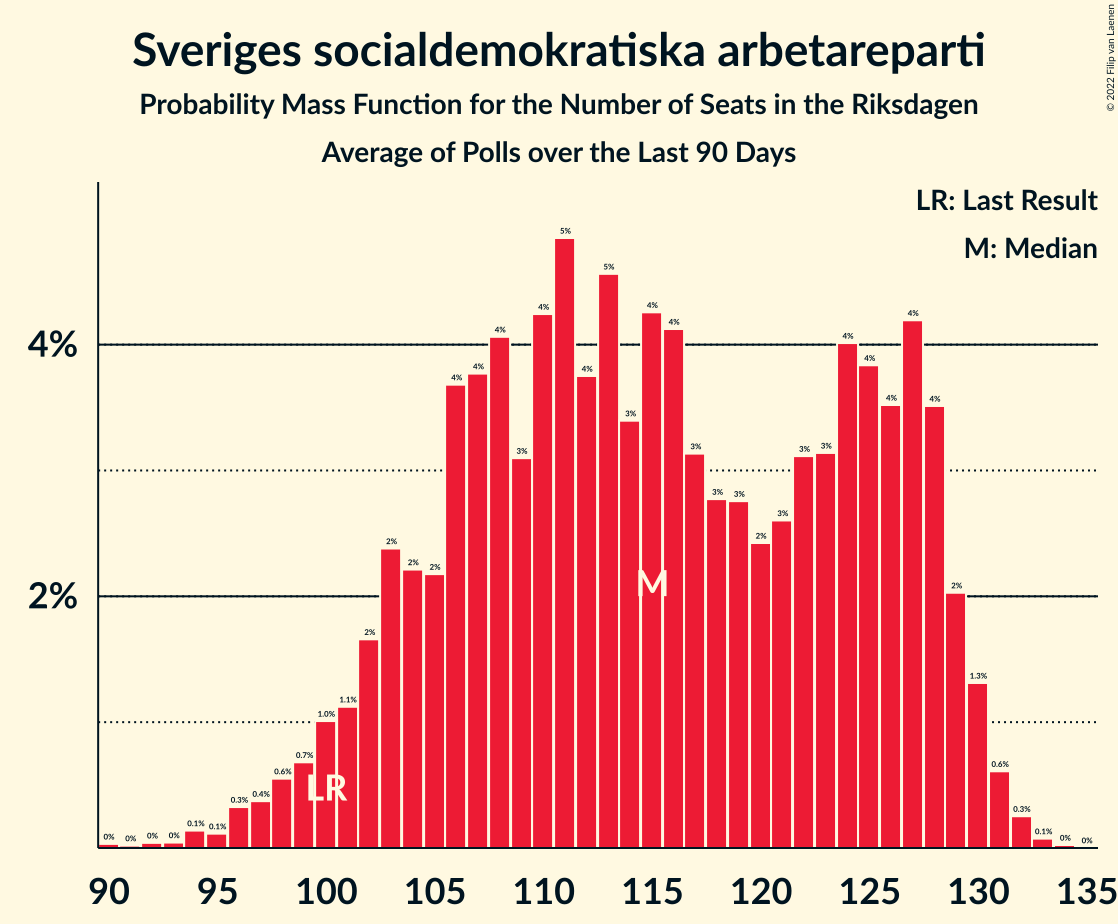 Sveriges socialdemokratiska arbetareparti
Probability Mass Function for the Number of Seats in the Riksdagen
Average of Polls over the Last 90 Days
© 2022 Filip van Laenen
LR: Last Result
M: Median
4%
2%
0% 0% 0% 0% 0.1% 0.1% 0.3% 0.4% 0.6% 0.7% 1.0% 1.1% 2% 2% 2% 2% 4% 4% 4% 3% 4% 5% 4% 5% 3% 4% 4% 3% 3% 3% 2% 3% 3% 3% 4% 4% 4% 4% 4% 2% 1.3% 0.6% 0.3% 0.1% 0% 0%
LR
M
90 95 100 105 110 115 120 125 130 135